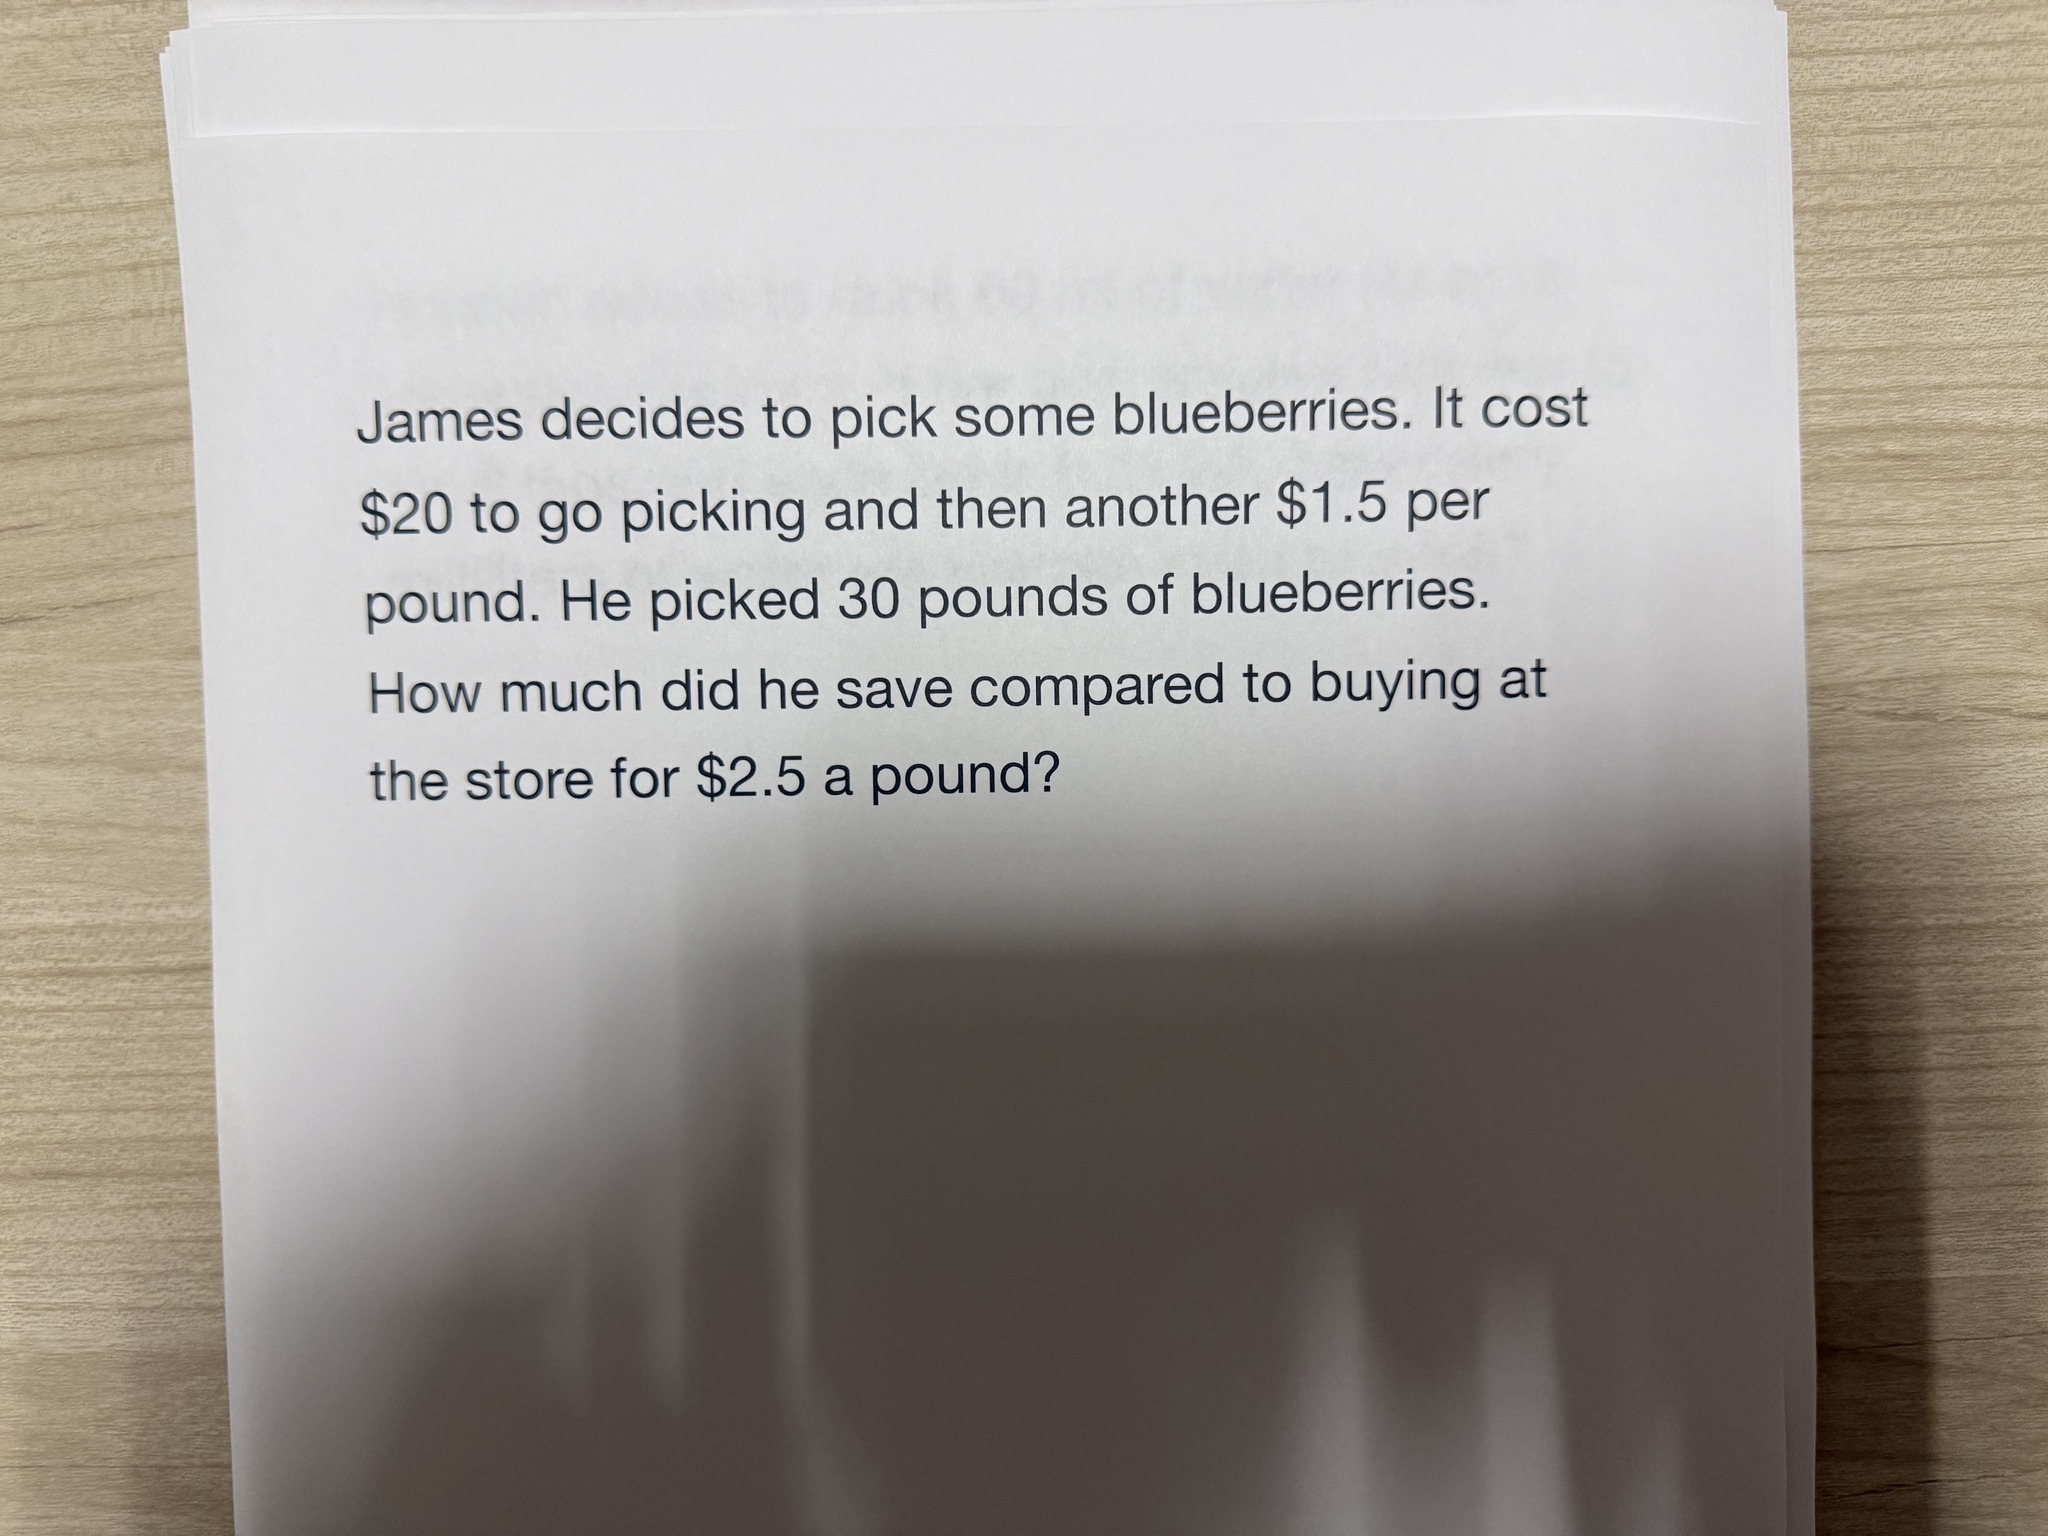 James decides to pick some blueberries. It cost
$20 to go picking and then another $1.5 per
pound. He picked 30 pounds of blueberries.
How much did he save compared to buying at
the store for $2.5 a pound?